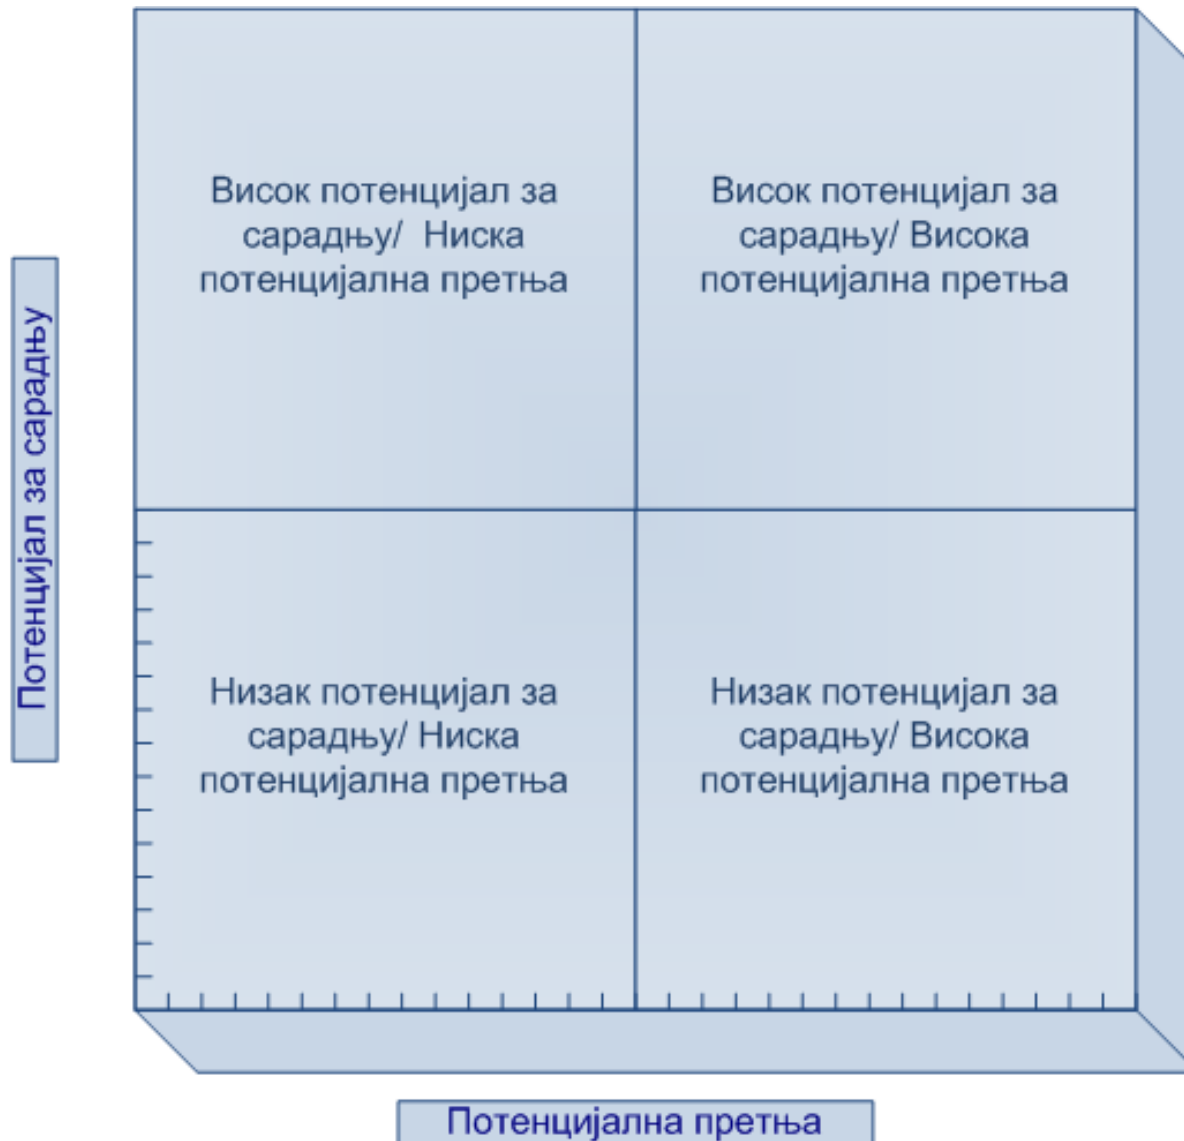 Висок потенцијал за
сарадњу/ Ниска
потенцијална претња
Висок потенцијал за
сарадњу/ Висока
потенцијална претња
Потенцијал за сарадњу
Низак потенцијал за
сарадњу/ Ниска
потенцијална претња
Низак потенцијал за
сарадњу/ Висока
потенцијална претња
Потенцијална претња